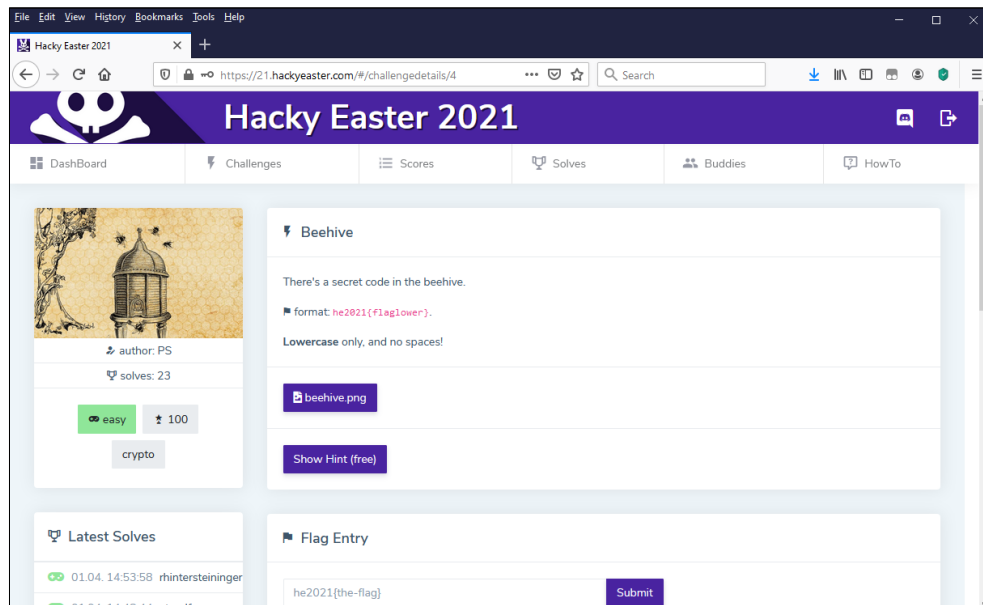 File Edit View History Bookmarks Tools Help
Hacky Easter 2021
https://21.hackyeaster.com/#/challengedetails/4
Search
Hacky Easter 2021
DashBoard
Challenges
Scores
Solves
Buddies
HowTo
author: PS
solves: 23
easy
100
crypto
Beehive
There's a secret code in the beehive.
format: he2021{flaglower}.
Lowercase only, and no spaces!
beehive.png
Show Hint (free)
Latest Solves
01.04. 14:53:58 rhintersteininger
Flag Entry
he2021{the-flag}
Submit